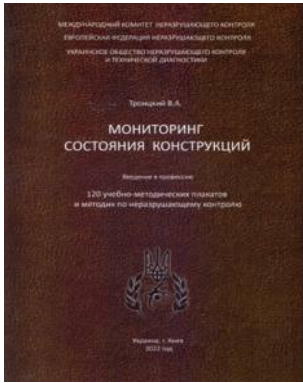 МЕЖДУНАРОДНЫЙ КОМИТЕТ НЕРАЗРУШАЮЩЕГО КОНТРОЛЯ
ЕВРОПЕЙСКАЯ ФЕДЕРАЦИЯ НЕРАЗРУШАЮЩЕГО КОНТРОЛЯ
УКРАИНСКОЕ ОБЩЕСТВО НЕРАЗРУШАЮЩЕГО КОНТРОЛЯ
И ТЕХНИЧЕСКОЙ ДИАГНОСТИКИ
Троицкий В.А.
МОНИТОРИНГ
СОСТОЯНИЯ КОНСТРУКЦИЙ
Введение в профессию
120 учебно-методических плакатов
и методик по неразрушающему контролю
Украина, г. Киев
2022 год